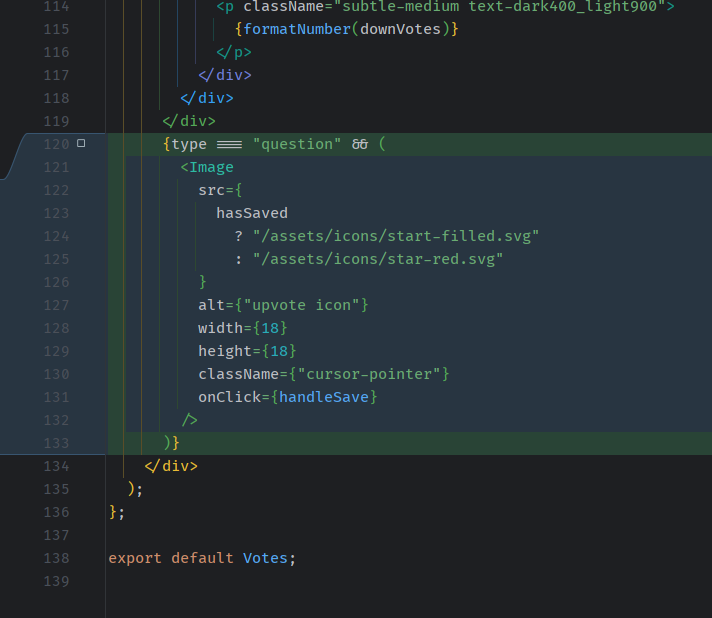 114 <p className="subtle-medium text-dark400_light900">
115 {formatNumber(downVotes)}
116 </p>
117 </div>
118 </div>
119 </div>
120 {type === "question" && (
121 <Image
122 src={
123 hasSaved
124 ? "/assets/icons/start-filled.svg"
125 : "/assets/icons/star-red.svg"
126 }
127 alt={"upvote icon"}
128 width={18}
129 height={18}
130 className={"cursor-pointer"}
131 onClick={handleSave}
132 />
133 )}
134 </div>
135 );
136 };
137
138 export default Votes;
139